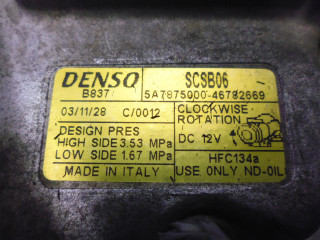 DENSO SCSB06
B837 5A7875000-46782669
03/11/28 C/0012 CLOCKWISE
ROTATION
DESIGN PRES DC 12V
HIGH SIDE 3.53 MPa
LOW SIDE 1.67 MPa HFC134a
MADE IN ITALY USE ONLY ND-OIL